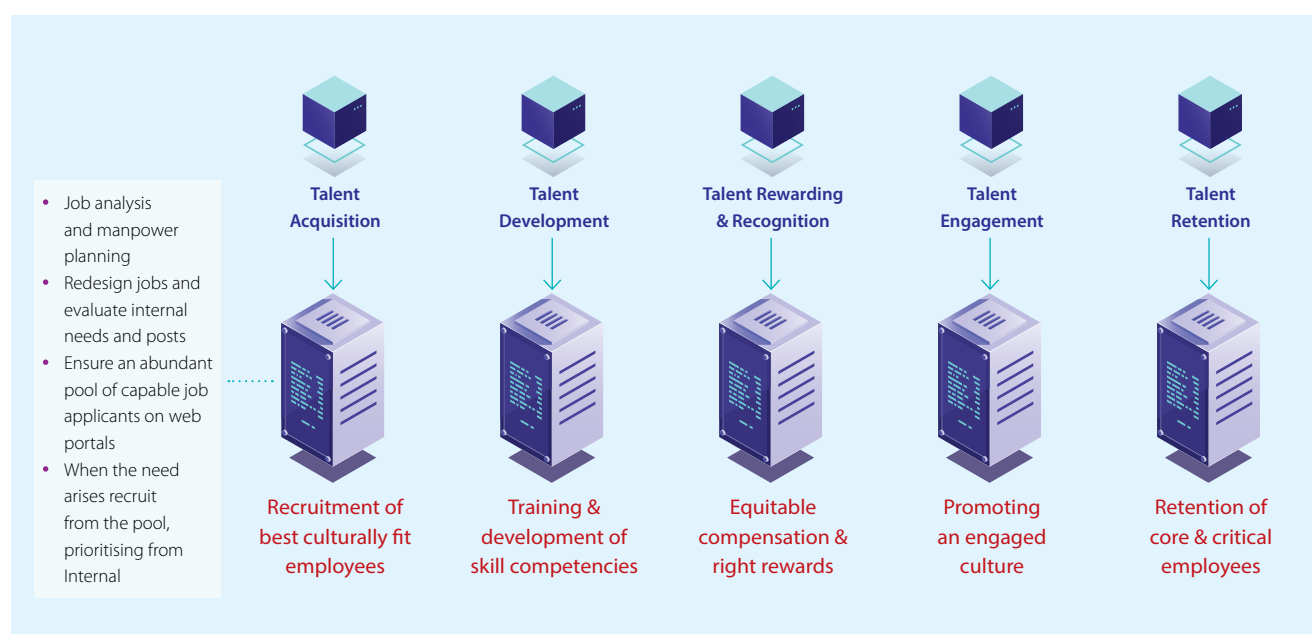 • Job analysis
and manpower
planning
• Redesign jobs and
evaluate internal
needs and posts
• Ensure an abundant
pool of capable job
applicants on web
portals
• When the need
arises recruit
from the pool,
prioritising from
Internal
Talent
Acquisition
Recruitment of
best culturally fit
employees
Talent
Development
Training &
development of
skill competencies
Talent Rewarding
& Recognition
Equitable
compensation &
right rewards
Talent
Engagement
Promoting
an engaged
culture
Talent
Retention
Retention of
core & critical
employees